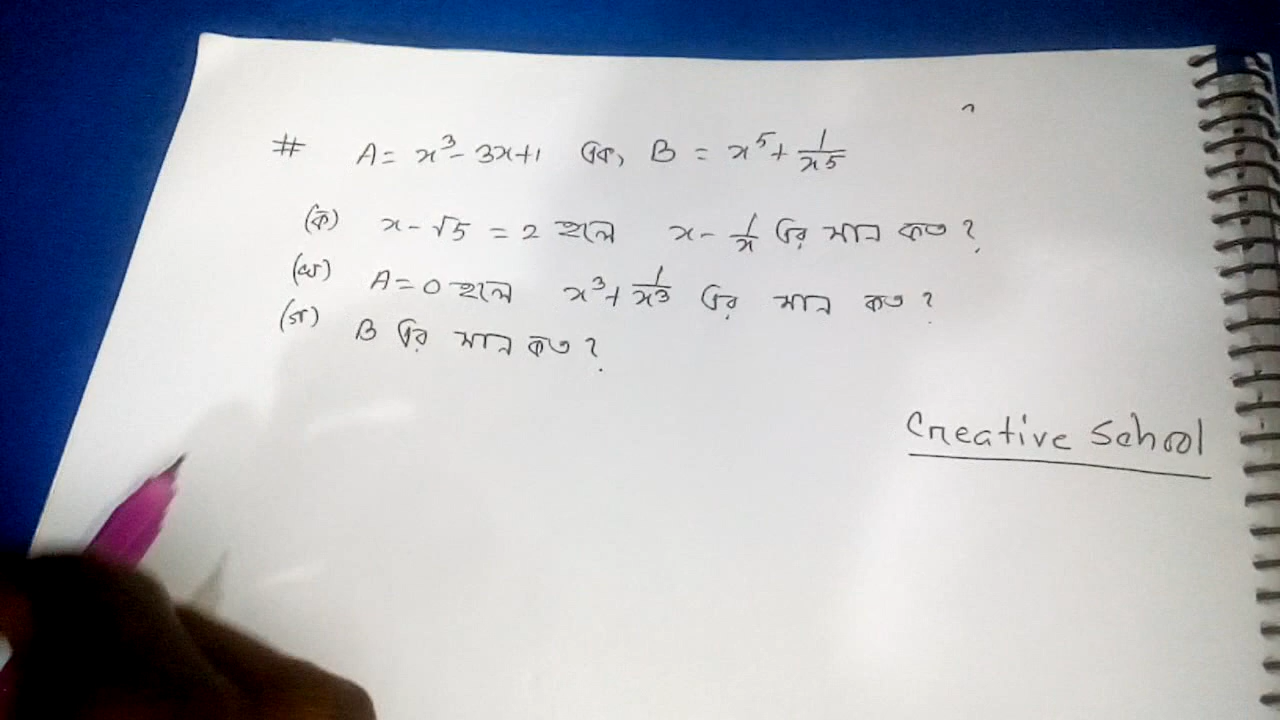 # A = x³ - 3x+1 এবং, B = x⁵ + 1/x⁵
(ক) x - √5 = 2 হলে x - 1/x এর মান কত ?
(খ) A = 0 হলে x³ + 1/x³ এর মান কত ?
(গ) B এর মান কত ?
Creative School